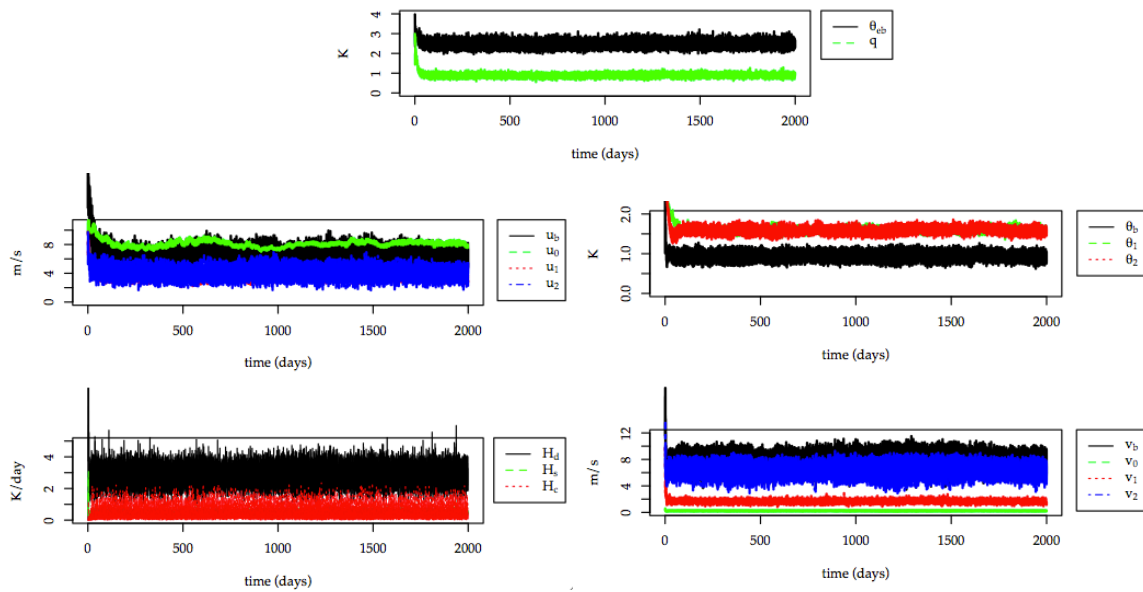 K
0 1 2 3 4
0 500 1000 1500 2000
time (days)
θeb
q
m/s
0 4 8
0 500 1000 1500 2000
time (days)
ub
u0
u1
u2
K
0.0 1.0 2.0
0 500 1000 1500 2000
time (days)
θb
θ1
θ2
K/day
0 2 4
0 500 1000 1500 2000
time (days)
Hd
Hs
Hc
m/s
0 4 8 12
0 500 1000 1500 2000
time (days)
vb
v0
v1
v2